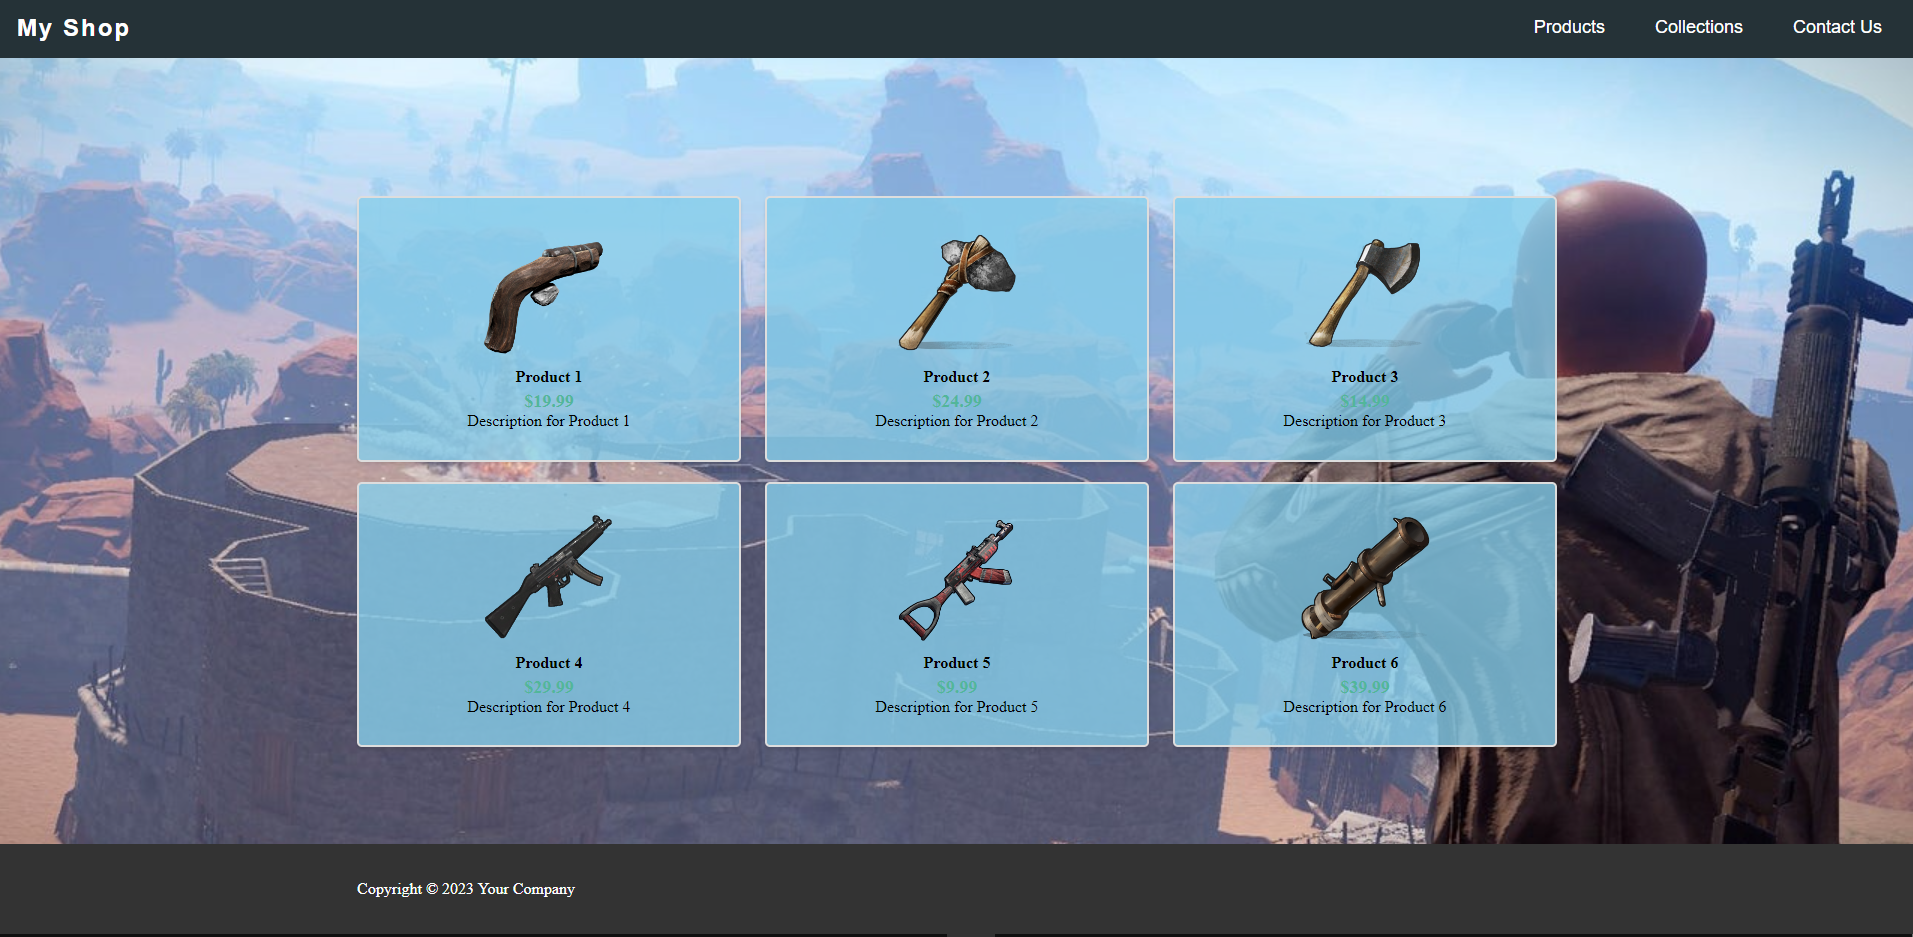 My Shop
Products Collections Contact Us
Product 1
$19.99
Description for Product 1
Product 2
$24.99
Description for Product 2
Product 3
$14.99
Description for Product 3
Product 4
$29.99
Description for Product 4
Product 5
$9.99
Description for Product 5
Product 6
$39.99
Description for Product 6
Copyright © 2023 Your Company